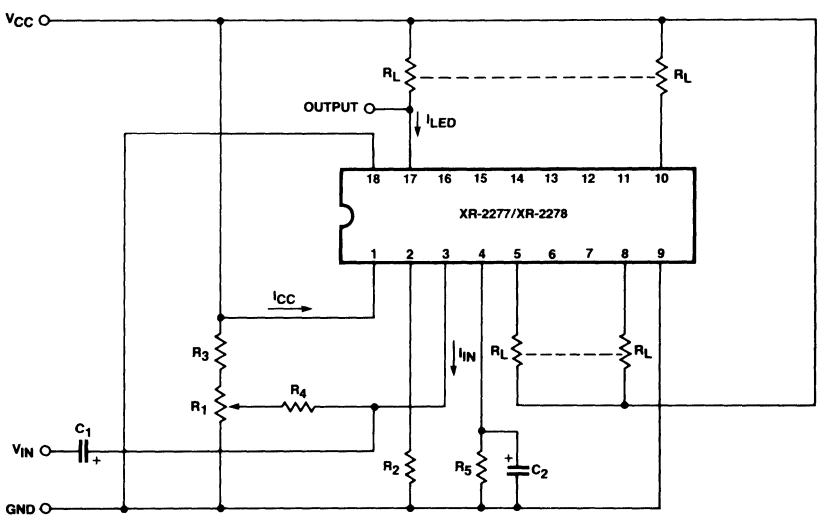 VCC
RL
RL
OUTPUT
ILED
18 17 16 15 14 13 12 11 10
XR-2277/XR-2278
1 2 3 4 5 6 7 8 9
ICC
R3
IIN
RL
RL
R4
R1
C1
VIN
+
R2
R5
+
C2
GND